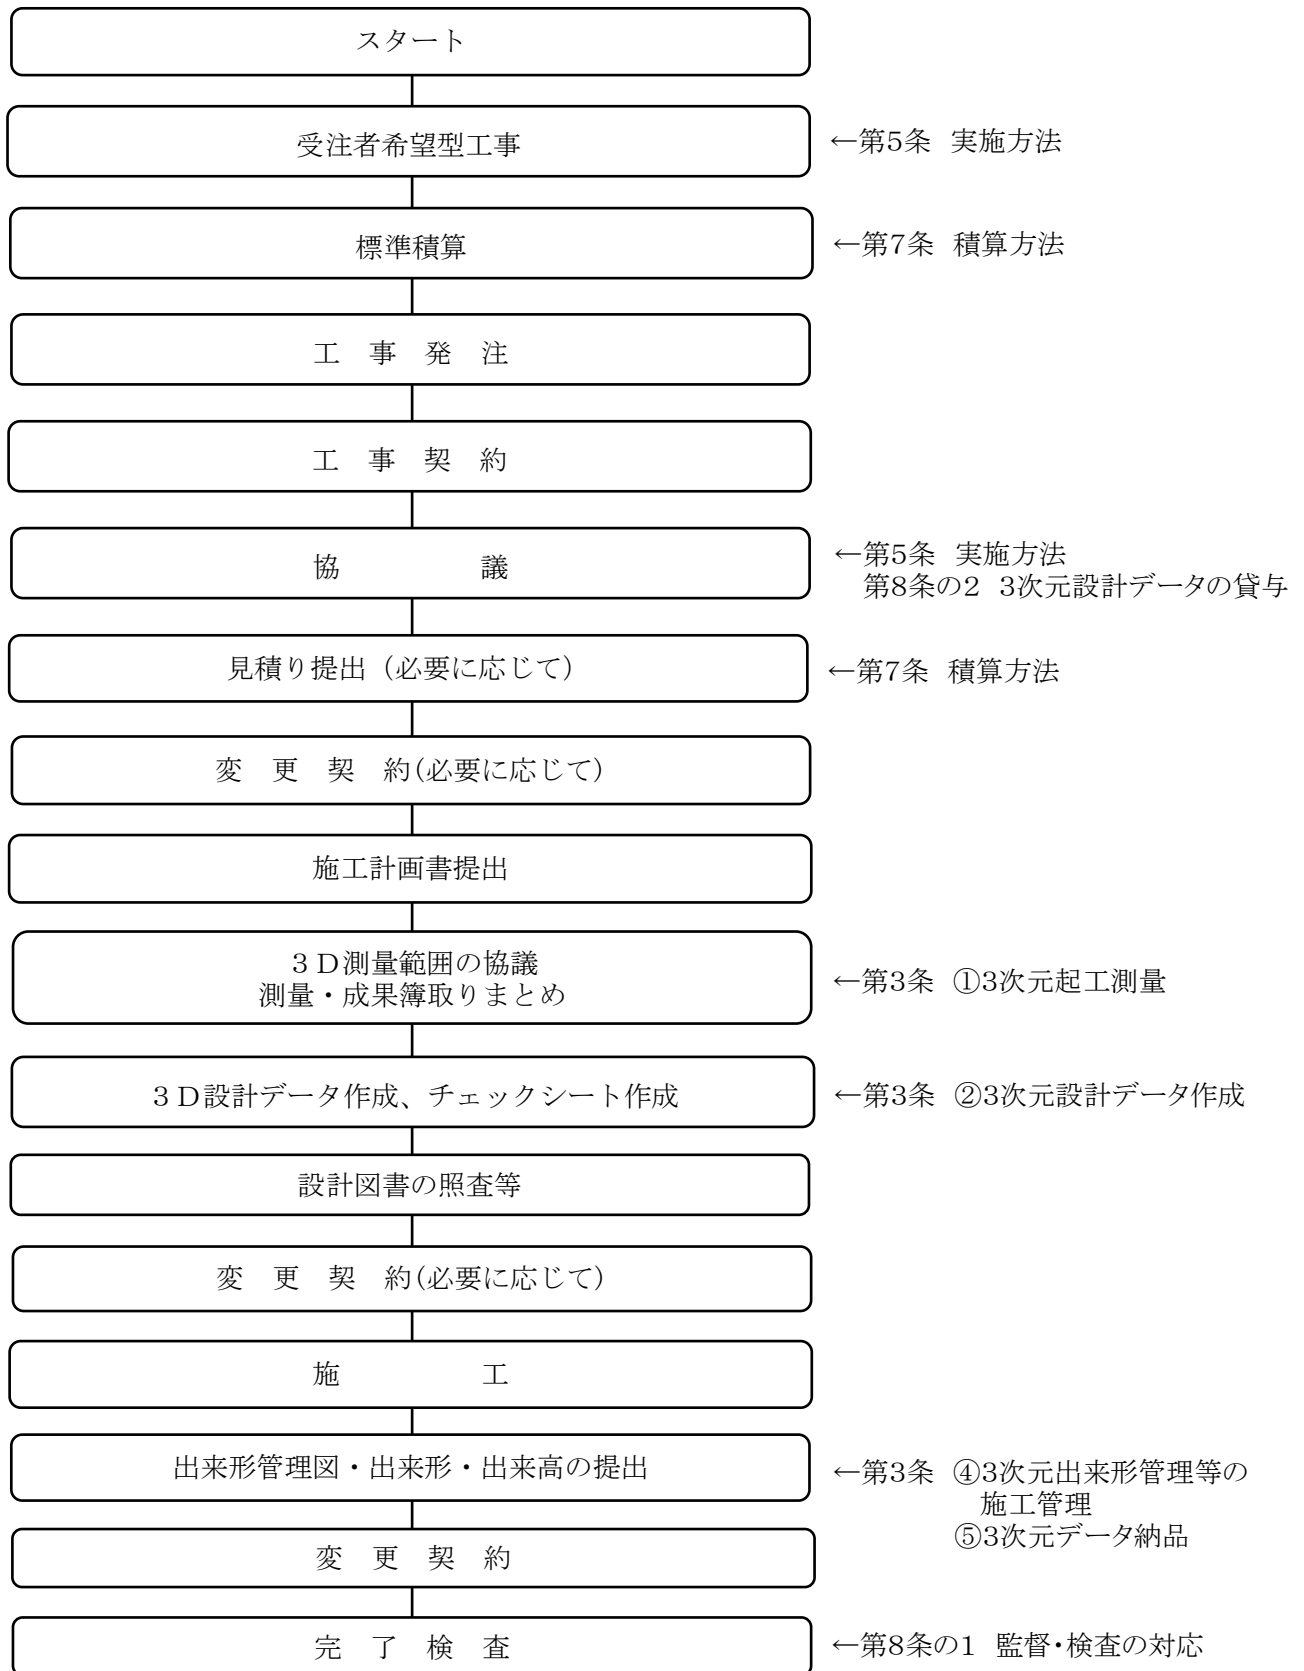 スタート
受注者希望型工事
←第5条 実施方法
標準積算
←第7条 積算方法
工 事 発 注
工 事 契 約
協 議
←第5条 実施方法
第8条の2 3次元設計データの貸与
見積り提出（必要に応じて）
←第7条 積算方法
変 更 契 約(必要に応じて)
施工計画書提出
３Ｄ測量範囲の協議
測量・成果簿取りまとめ
←第3条 ①3次元起工測量
３Ｄ設計データ作成、チェックシート作成
←第3条 ②3次元設計データ作成
設計図書の照査等
変 更 契 約(必要に応じて)
施 工
出来形管理図・出来形・出来高の提出
←第3条 ④3次元出来形管理等の
施工管理
⑤3次元データ納品
変 更 契 約
完 了 検 査
←第8条の1 監督・検査の対応